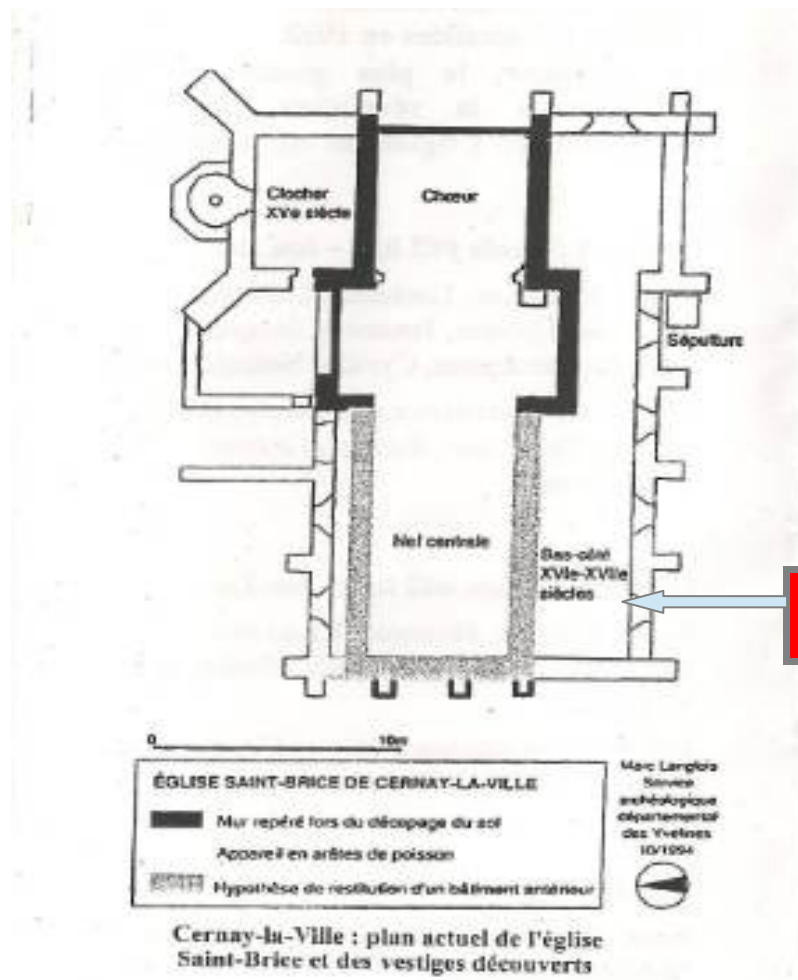 Clocher
XVe siècle
Chœur
Sépulture
Nef centrale
Bas-côté
XVIe-XVIIe
siècles
0 10m
ÉGLISE SAINT-BRICE DE CERNAY-LA-VILLE
Mur repéré lors du décapage du sol
Appareil en arêtes de poisson
Hypothèse de restitution d'un bâtiment antérieur
Marc Langlois
Service
archéologique
départemental
des Yvelines
10/1994
Cernay-la-Ville : plan actuel de l'église
Saint-Brice et des vestiges découverts